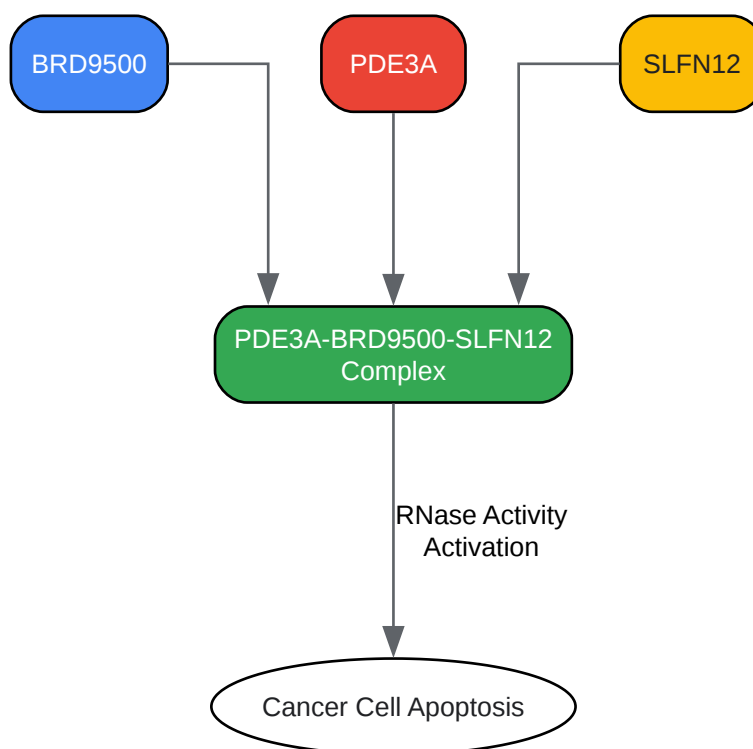 BRD9500
PDE3A
SLFN12
PDE3A-BRD9500-SLFN12
Complex
RNase Activity
Activation
Cancer Cell Apoptosis